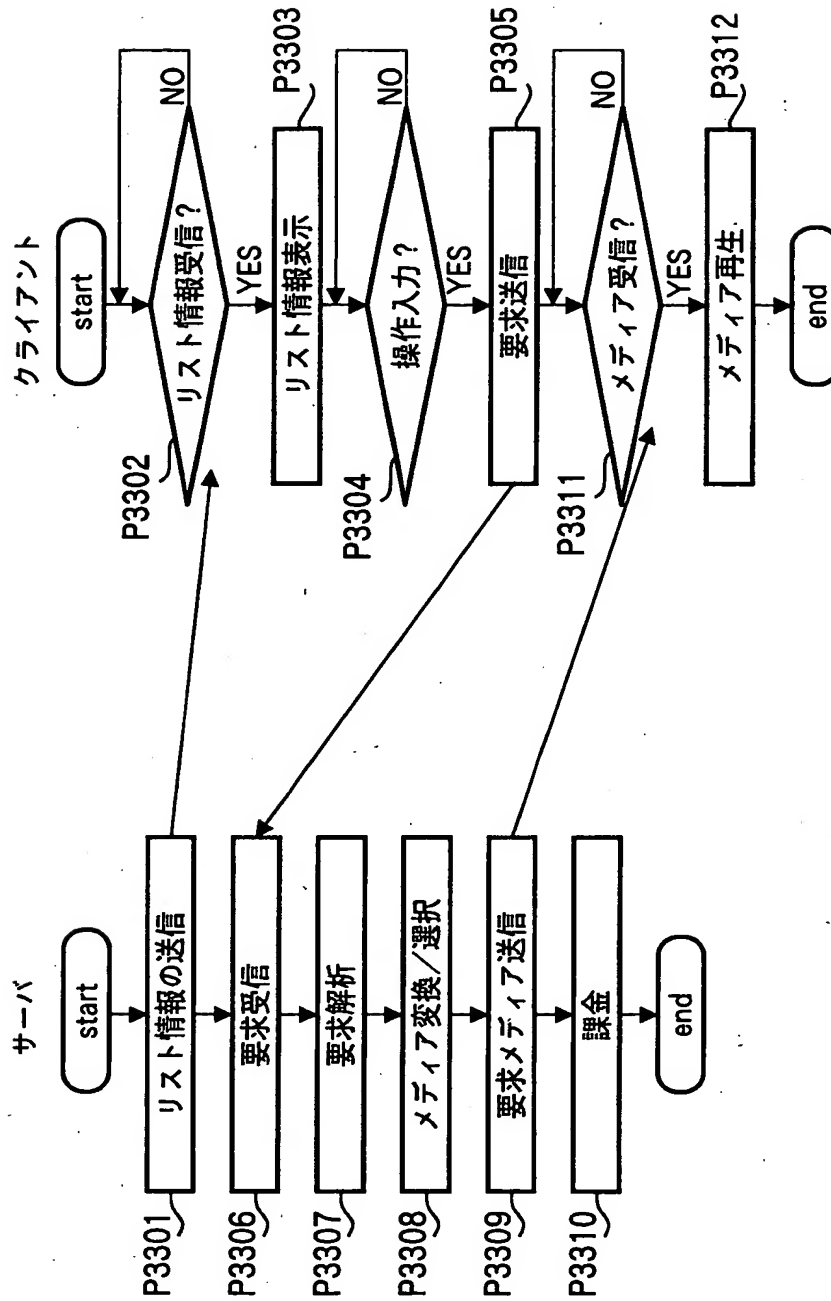 サーバ
start
P3301
リスト情報の送信
P3306
要求受信
P3307
要求解析
P3308
メディア変換/選択
P3309
要求メディア送信
P3310
課金
end
クライアント
start
P3302
リスト情報受信?
NO
YES
P3303
リスト情報表示
P3304
操作入力?
NO
YES
P3305
要求送信
P3311
メディア受信?
NO
YES
P3312
メディア再生
end